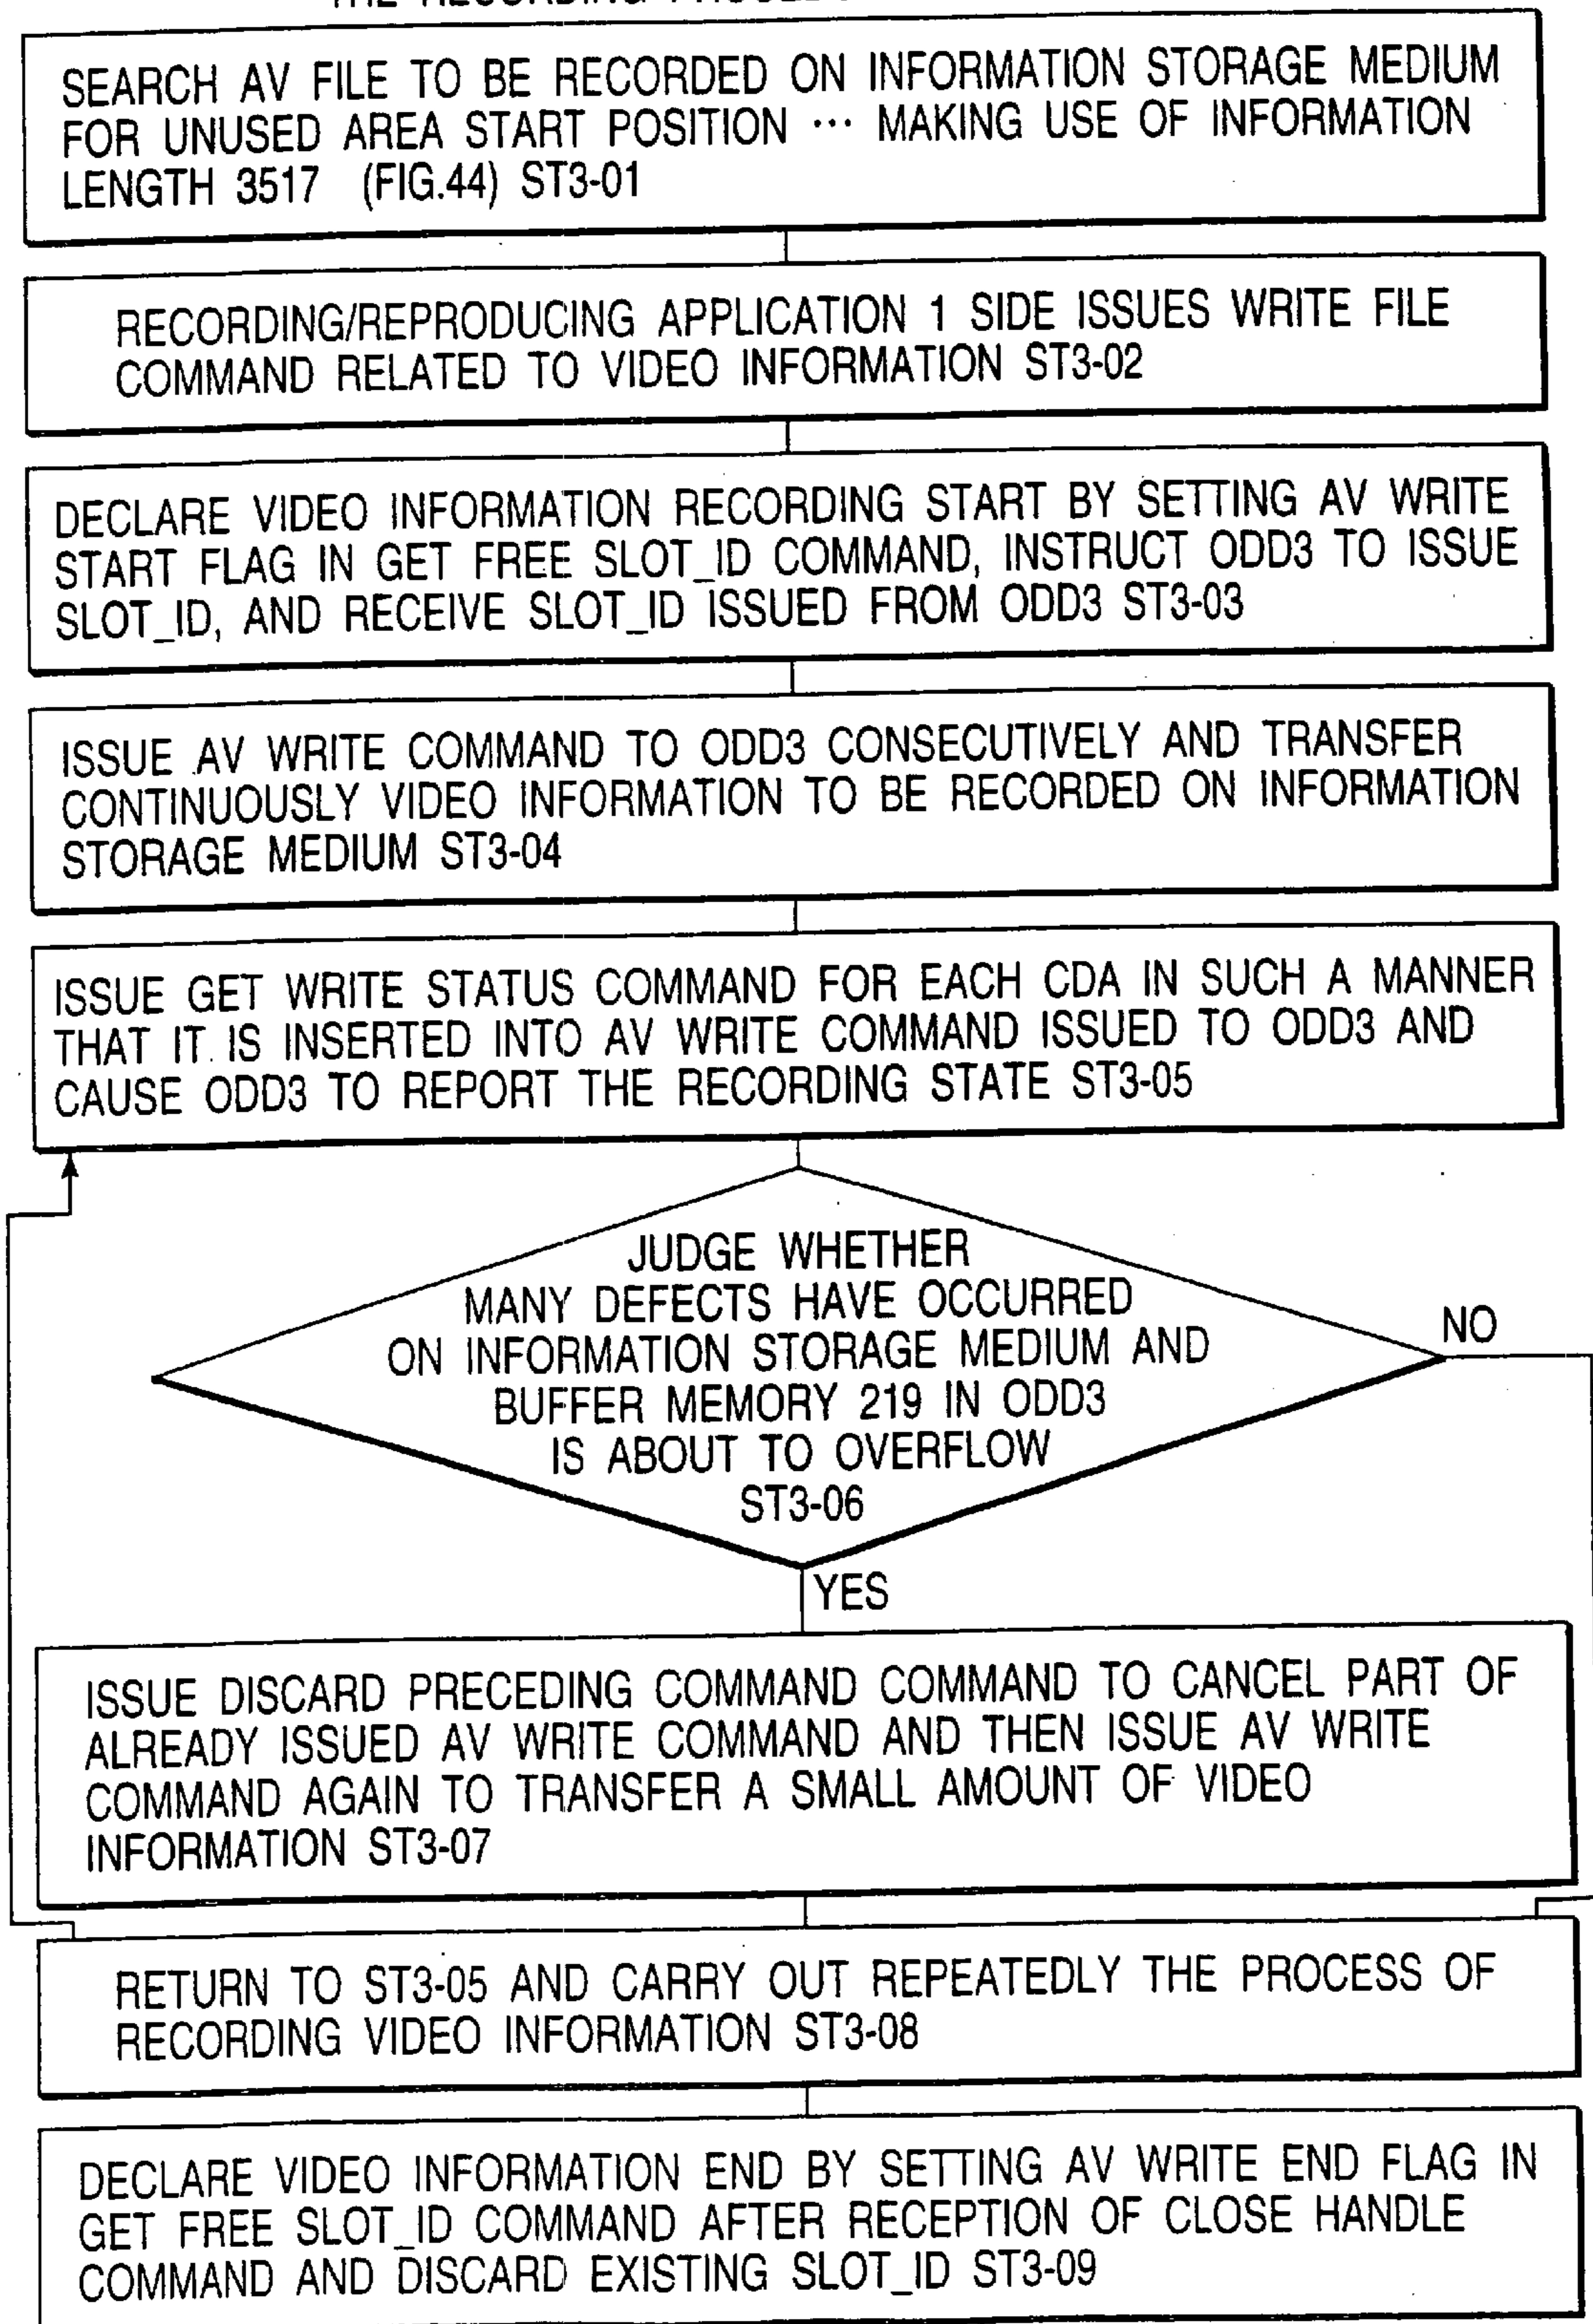 SEARCH AV FILE TO BE RECORDED ON INFORMATION STORAGE MEDIUM
FOR UNUSED AREA START POSITION ··· MAKING USE OF INFORMATION
LENGTH 3517 (FIG.44) ST3-01
RECORDING/REPRODUCING APPLICATION 1 SIDE ISSUES WRITE FILE
COMMAND RELATED TO VIDEO INFORMATION ST3-02
DECLARE VIDEO INFORMATION RECORDING START BY SETTING AV WRITE
START FLAG IN GET FREE SLOT_ID COMMAND, INSTRUCT ODD3 TO ISSUE
SLOT_ID, AND RECEIVE SLOT_ID ISSUED FROM ODD3 ST3-03
ISSUE AV WRITE COMMAND TO ODD3 CONSECUTIVELY AND TRANSFER
CONTINUOUSLY VIDEO INFORMATION TO BE RECORDED ON INFORMATION
STORAGE MEDIUM ST3-04
ISSUE GET WRITE STATUS COMMAND FOR EACH CDA IN SUCH A MANNER
THAT IT IS INSERTED INTO AV WRITE COMMAND ISSUED TO ODD3 AND
CAUSE ODD3 TO REPORT THE RECORDING STATE ST3-05
JUDGE WHETHER
MANY DEFECTS HAVE OCCURRED
ON INFORMATION STORAGE MEDIUM AND
BUFFER MEMORY 219 IN ODD3
IS ABOUT TO OVERFLOW
ST3-06
NO
YES
ISSUE DISCARD PRECEDING COMMAND COMMAND TO CANCEL PART OF
ALREADY ISSUED AV WRITE COMMAND AND THEN ISSUE AV WRITE
COMMAND AGAIN TO TRANSFER A SMALL AMOUNT OF VIDEO
INFORMATION ST3-07
RETURN TO ST3-05 AND CARRY OUT REPEATEDLY THE PROCESS OF
RECORDING VIDEO INFORMATION ST3-08
DECLARE VIDEO INFORMATION END BY SETTING AV WRITE END FLAG IN
GET FREE SLOT_ID COMMAND AFTER RECEPTION OF CLOSE HANDLE
COMMAND AND DISCARD EXISTING SLOT_ID ST3-09